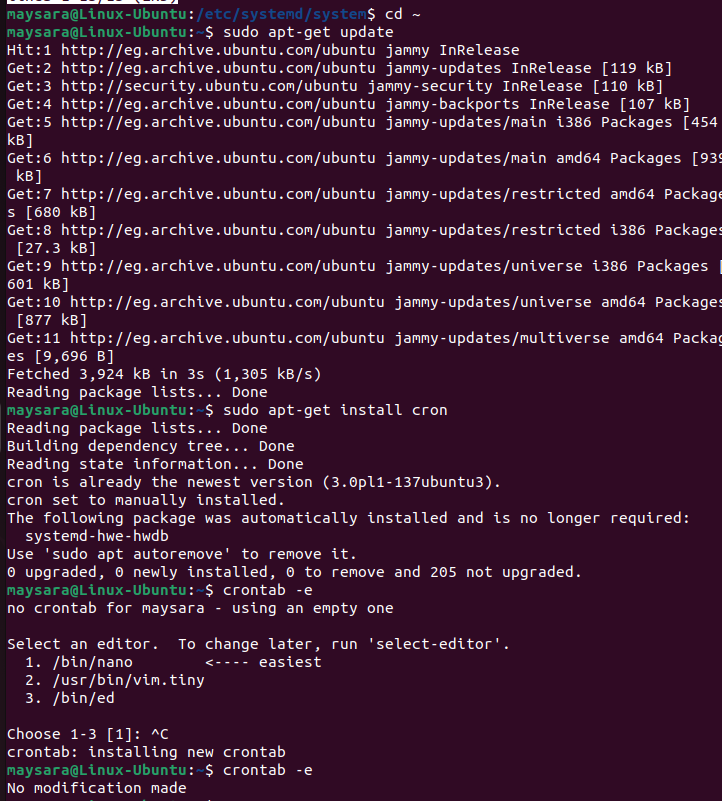 maysara@Linux-Ubuntu:/etc/systemd/system$ cd ~
maysara@Linux-Ubuntu:~$ sudo apt-get update
Hit:1 http://eg.archive.ubuntu.com/ubuntu jammy InRelease
Get:2 http://eg.archive.ubuntu.com/ubuntu jammy-updates InRelease [119 kB]
Get:3 http://security.ubuntu.com/ubuntu jammy-security InRelease [110 kB]
Get:4 http://eg.archive.ubuntu.com/ubuntu jammy-backports InRelease [107 kB]
Get:5 http://eg.archive.ubuntu.com/ubuntu jammy-updates/main i386 Packages [454
kB]
Get:6 http://eg.archive.ubuntu.com/ubuntu jammy-updates/main amd64 Packages [939
 kB]
Get:7 http://eg.archive.ubuntu.com/ubuntu jammy-updates/restricted amd64 Package
s [680 kB]
Get:8 http://eg.archive.ubuntu.com/ubuntu jammy-updates/restricted i386 Packages
 [27.3 kB]
Get:9 http://eg.archive.ubuntu.com/ubuntu jammy-updates/universe i386 Packages [
601 kB]
Get:10 http://eg.archive.ubuntu.com/ubuntu jammy-updates/universe amd64 Packages
 [877 kB]
Get:11 http://eg.archive.ubuntu.com/ubuntu jammy-updates/multiverse amd64 Packag
es [9,696 B]
Fetched 3,924 kB in 3s (1,305 kB/s)
Reading package lists... Done
maysara@Linux-Ubuntu:~$ sudo apt-get install cron
Reading package lists... Done
Building dependency tree... Done
Reading state information... Done
cron is already the newest version (3.0pl1-137ubuntu3).
cron set to manually installed.
The following package was automatically installed and is no longer required:
  systemd-hwe-hwdb
Use 'sudo apt autoremove' to remove it.
0 upgraded, 0 newly installed, 0 to remove and 205 not upgraded.
maysara@Linux-Ubuntu:~$ crontab -e
no crontab for maysara - using an empty one

Select an editor.  To change later, run 'select-editor'.
  1. /bin/nano        <---- easiest
  2. /usr/bin/vim.tiny
  3. /bin/ed

Choose 1-3 [1]: ^C
crontab: installing new crontab
maysara@Linux-Ubuntu:~$ crontab -e
No modification made